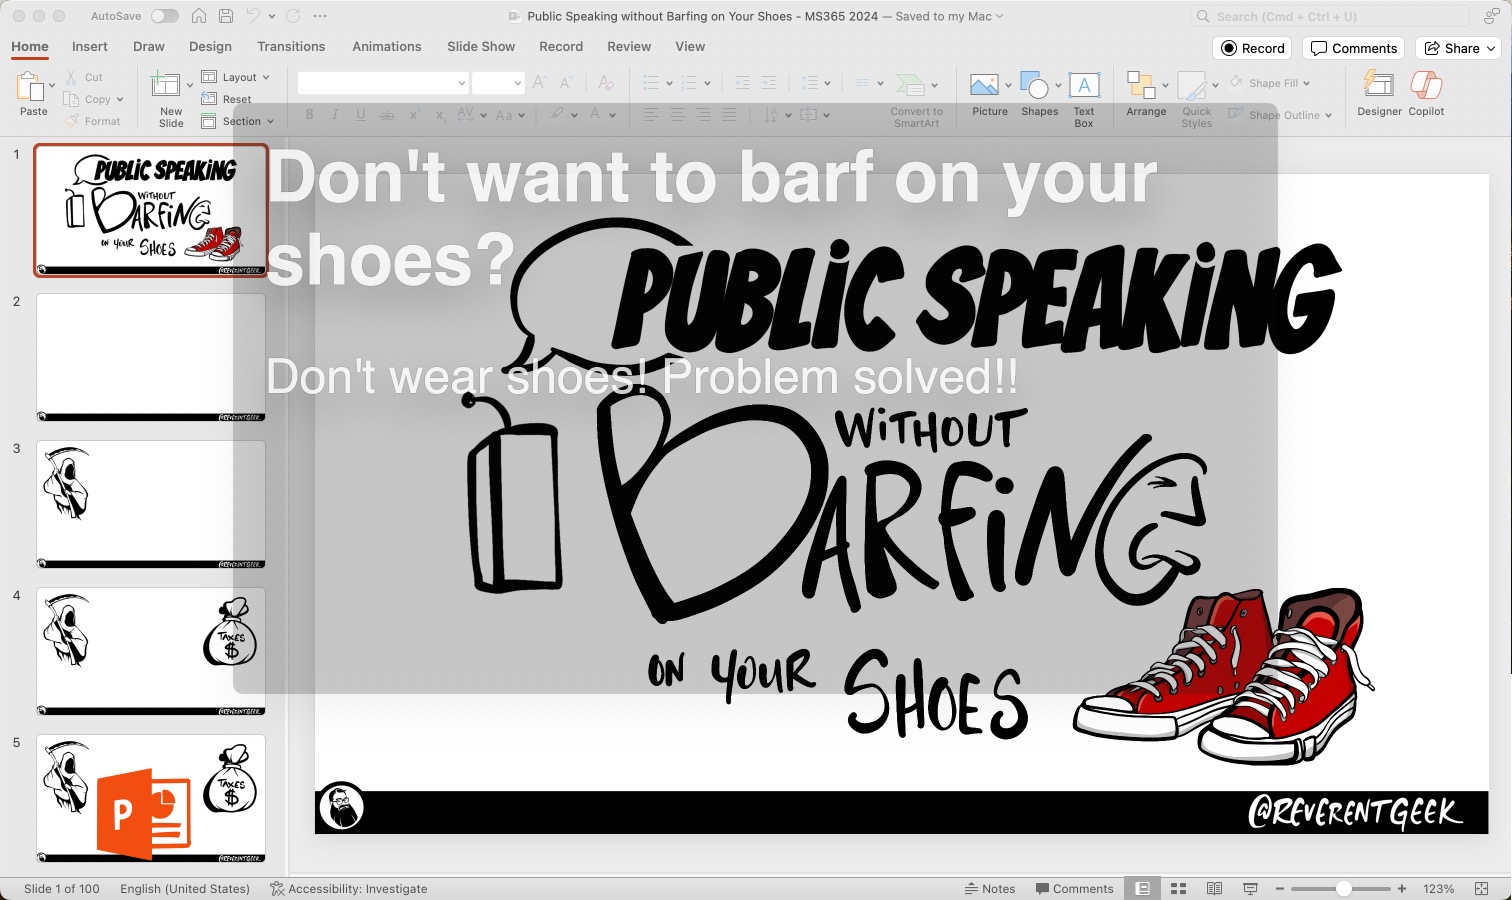 AutoSave
Public Speaking without Barfing on Your Shoes - MS365 2024 — Saved to my Mac
Search (Cmd + Ctrl + U)
Home Insert Draw Design Transitions Animations Slide Show Record Review View
Record Comments Share
Paste
Cut
Copy
Format
New Slide
Layout
Reset
Section
B I U ab x² x₂ AV Aa A
Convert to SmartArt
Picture
Shapes
Text Box
Arrange
Quick Styles
Shape Fill
Shape Outline
Designer
Copilot
Don't want to barf on your
shoes?
Don't wear shoes! Problem solved!!
1
PUBLIC SPEAKING
WITHOUT
BARFING
ON YOUR SHOES
@REVERENTGEEK
2
@REVERENTGEEK
3
@REVERENTGEEK
4
TAXES
$
@REVERENTGEEK
5
TAXES
$
P
@REVERENTGEEK
PUBLIC SPEAKING
WITHOUT
BARFING
ON YOUR SHOES
@REVERENTGEEK
Slide 1 of 100 English (United States) Accessibility: Investigate Notes Comments 123%